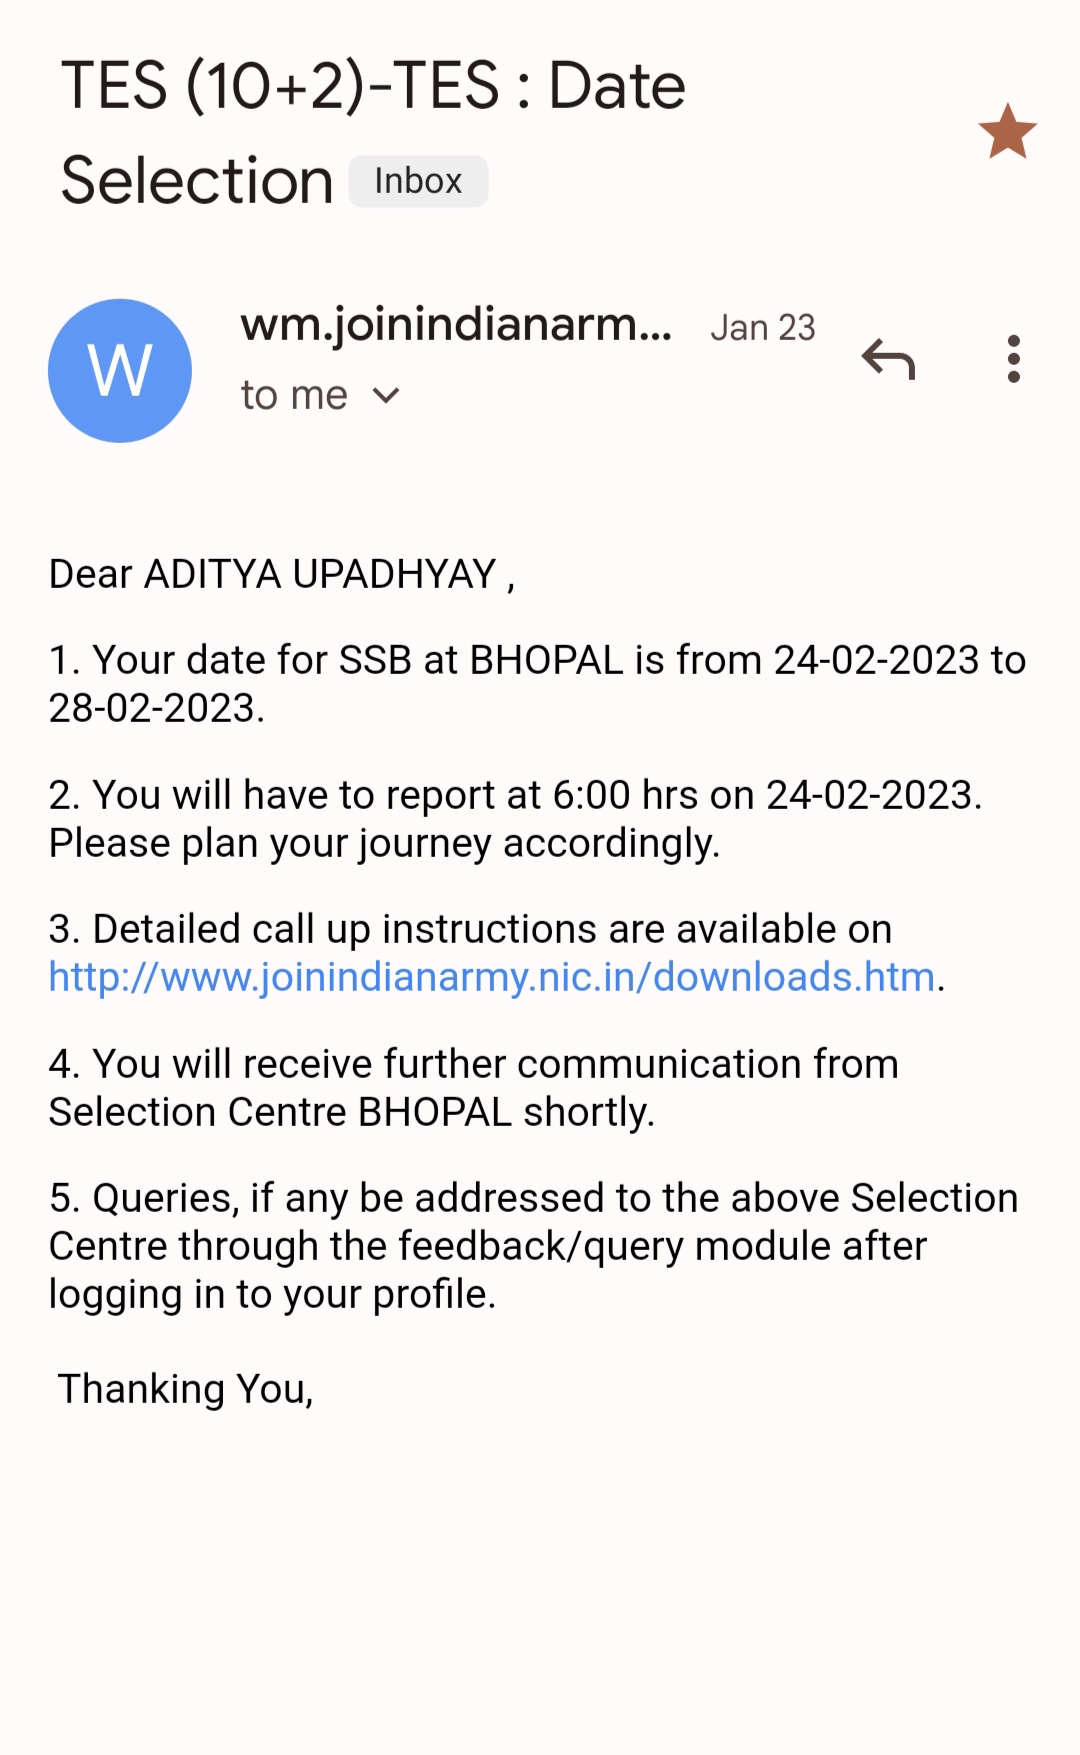 TES (10+2)-TES : Date
Selection Inbox
W
wm.joinindianarm... Jan 23
to me
Dear ADITYA UPADHYAY ,
1. Your date for SSB at BHOPAL is from 24-02-2023 to
28-02-2023.
2. You will have to report at 6:00 hrs on 24-02-2023.
Please plan your journey accordingly.
3. Detailed call up instructions are available on
http://www.joinindianarmy.nic.in/downloads.htm.
4. You will receive further communication from
Selection Centre BHOPAL shortly.
5. Queries, if any be addressed to the above Selection
Centre through the feedback/query module after
logging in to your profile.
Thanking You,